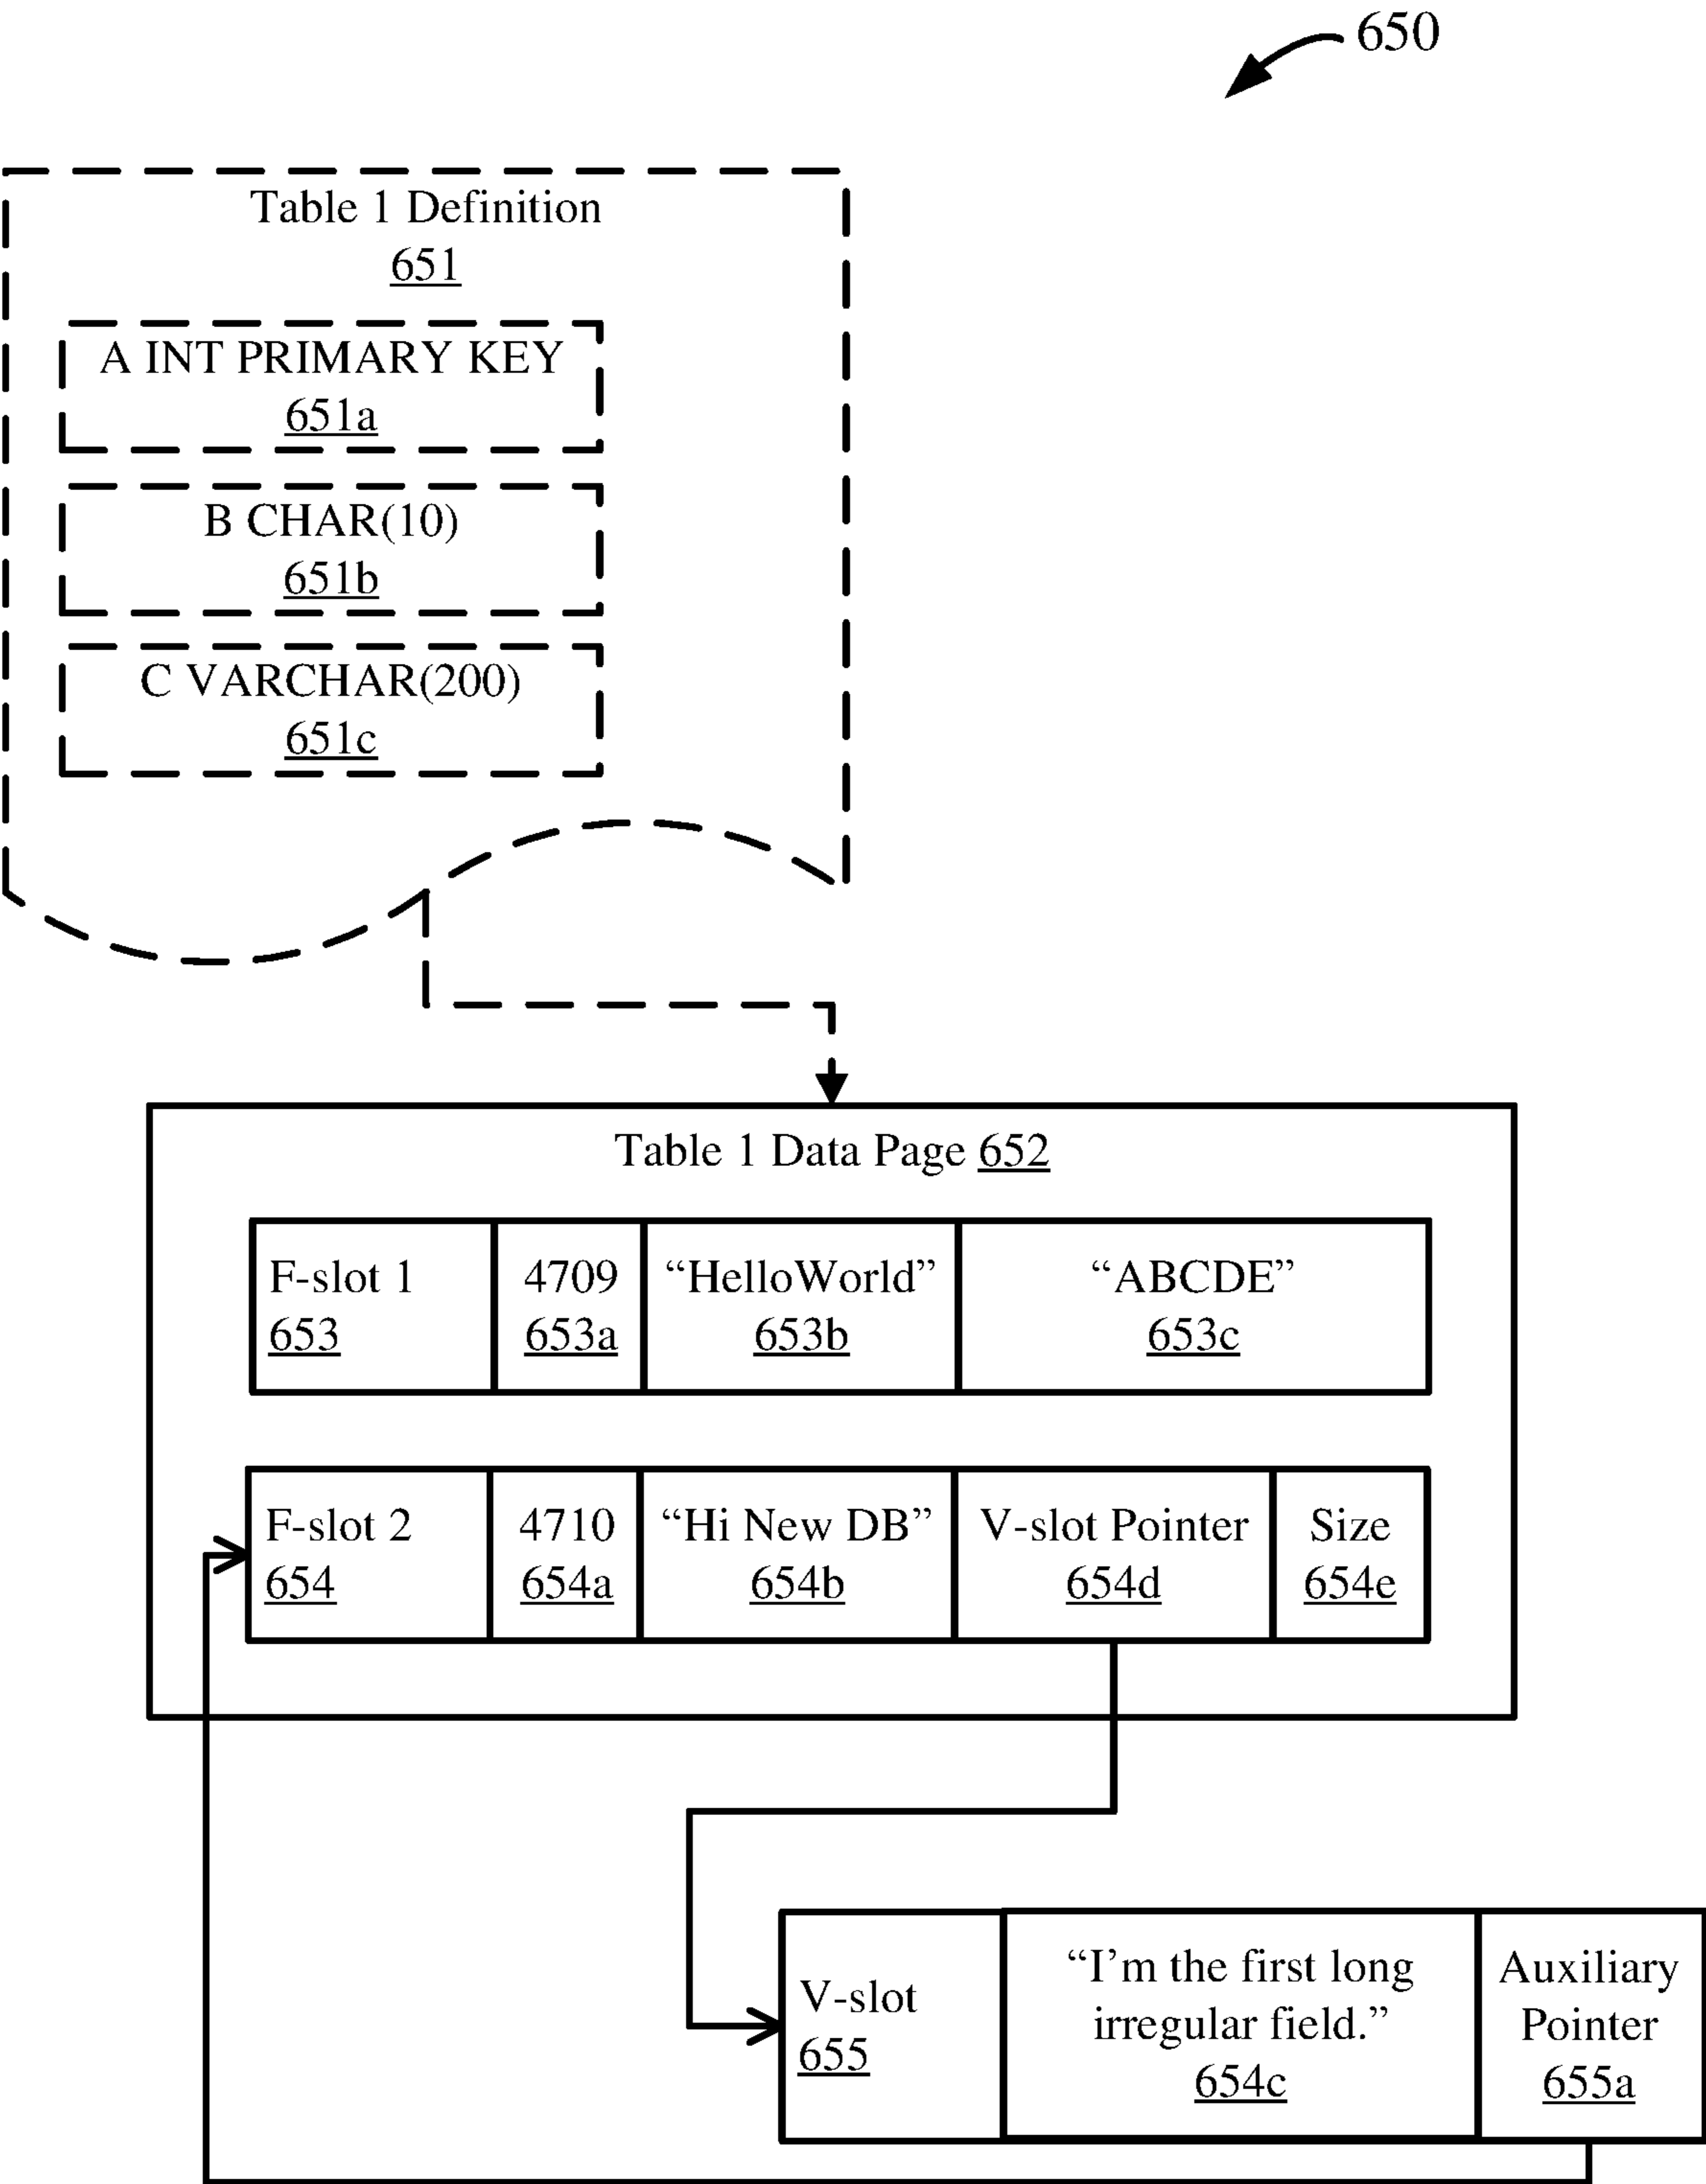 650
Table 1 Definition
651
A INT PRIMARY KEY
651a
B CHAR(10)
651b
C VARCHAR(200)
651c
Table 1 Data Page 652
F-slot 1
653
4709
653a
“HelloWorld”
653b
“ABCDE”
653c
F-slot 2
654
4710
654a
“Hi New DB”
654b
V-slot Pointer
654d
Size
654e
V-slot
655
“I’m the first long
irregular field.”
654c
Auxiliary
Pointer
655a